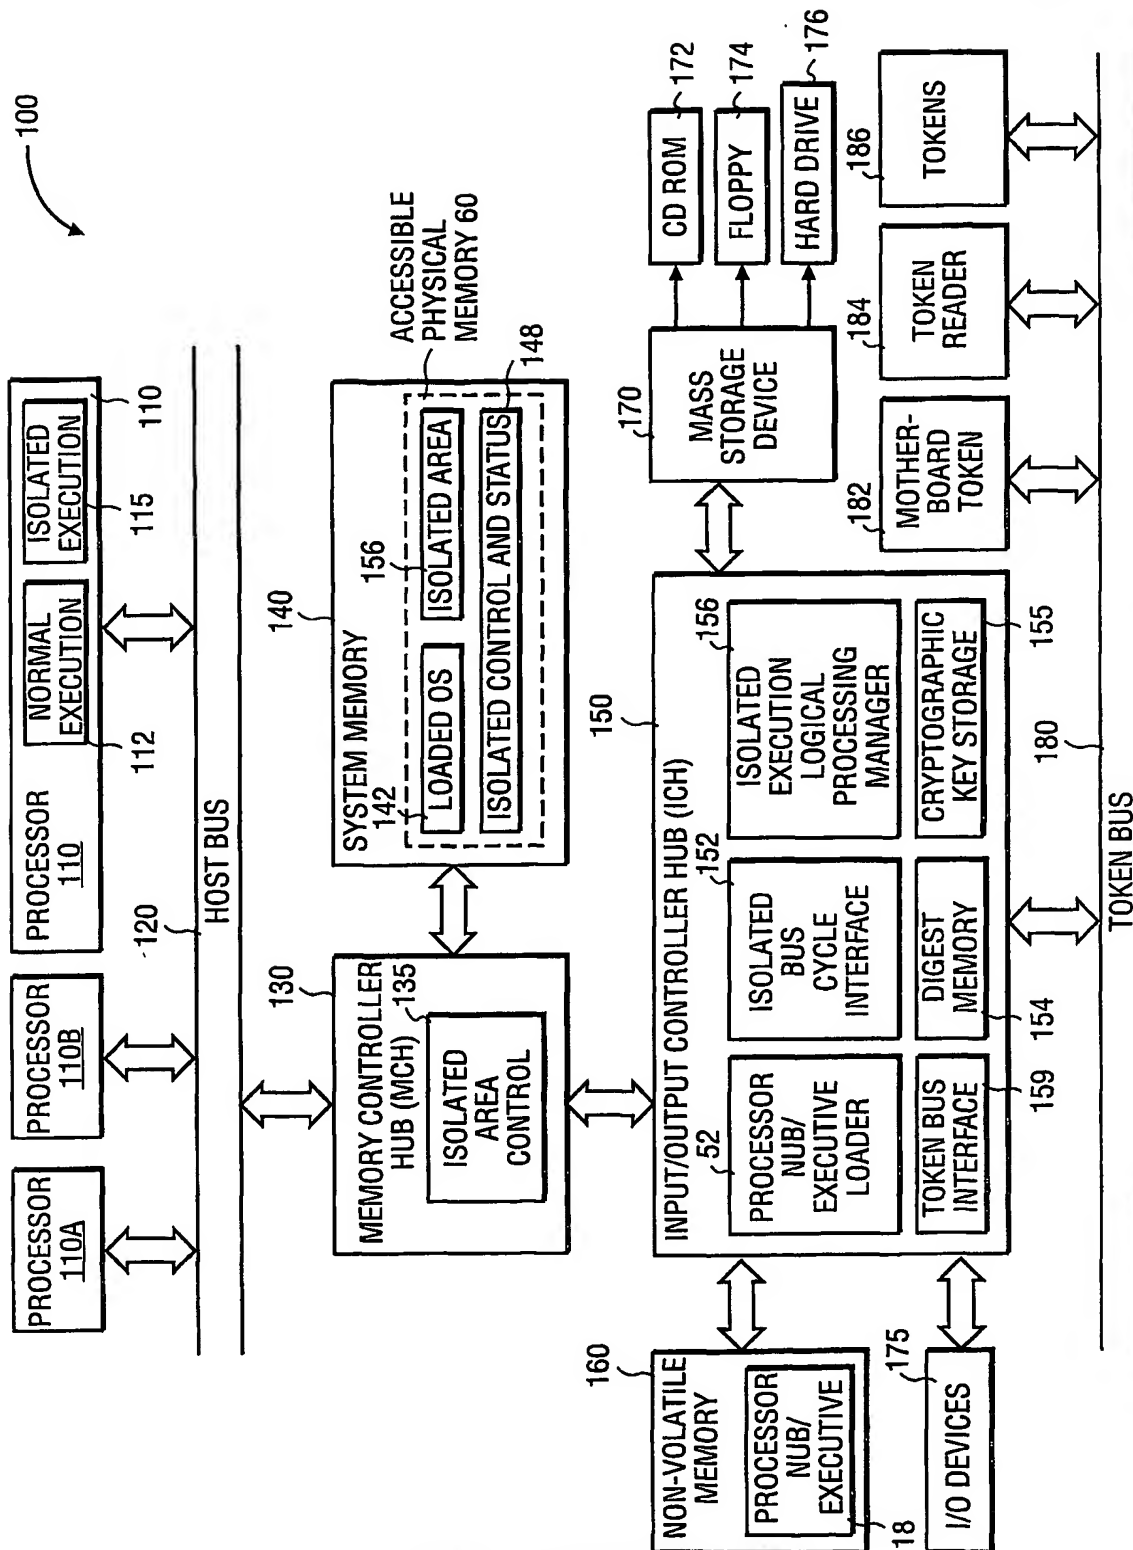 100
PROCESSOR
110A
PROCESSOR
110B
PROCESSOR
110
NORMAL
EXECUTION
112
ISOLATED
EXECUTION
115
110
120
HOST BUS
130
MEMORY CONTROLLER
HUB (MCH)
135
ISOLATED
AREA
CONTROL
140
SYSTEM MEMORY
142
LOADED OS
156
ISOLATED AREA
ISOLATED CONTROL AND STATUS
148
ACCESSIBLE
PHYSICAL
MEMORY 60
150
INPUT/OUTPUT CONTROLLER HUB (ICH)
52
PROCESSOR
NUB/
EXECUTIVE
LOADER
152
ISOLATED
BUS
CYCLE
INTERFACE
156
ISOLATED
EXECUTION
LOGICAL
PROCESSING
MANAGER
TOKEN BUS
INTERFACE
159
DIGEST
MEMORY
154
CRYPTOGRAPHIC
KEY STORAGE
155
160
NON-VOLATILE
MEMORY
PROCESSOR
NUB/
EXECUTIVE
18
175
I/O DEVICES
170
MASS
STORAGE
DEVICE
CD ROM
172
FLOPPY
174
HARD DRIVE
176
182
MOTHER-
BOARD
TOKEN
184
TOKEN
READER
186
TOKENS
180
TOKEN BUS